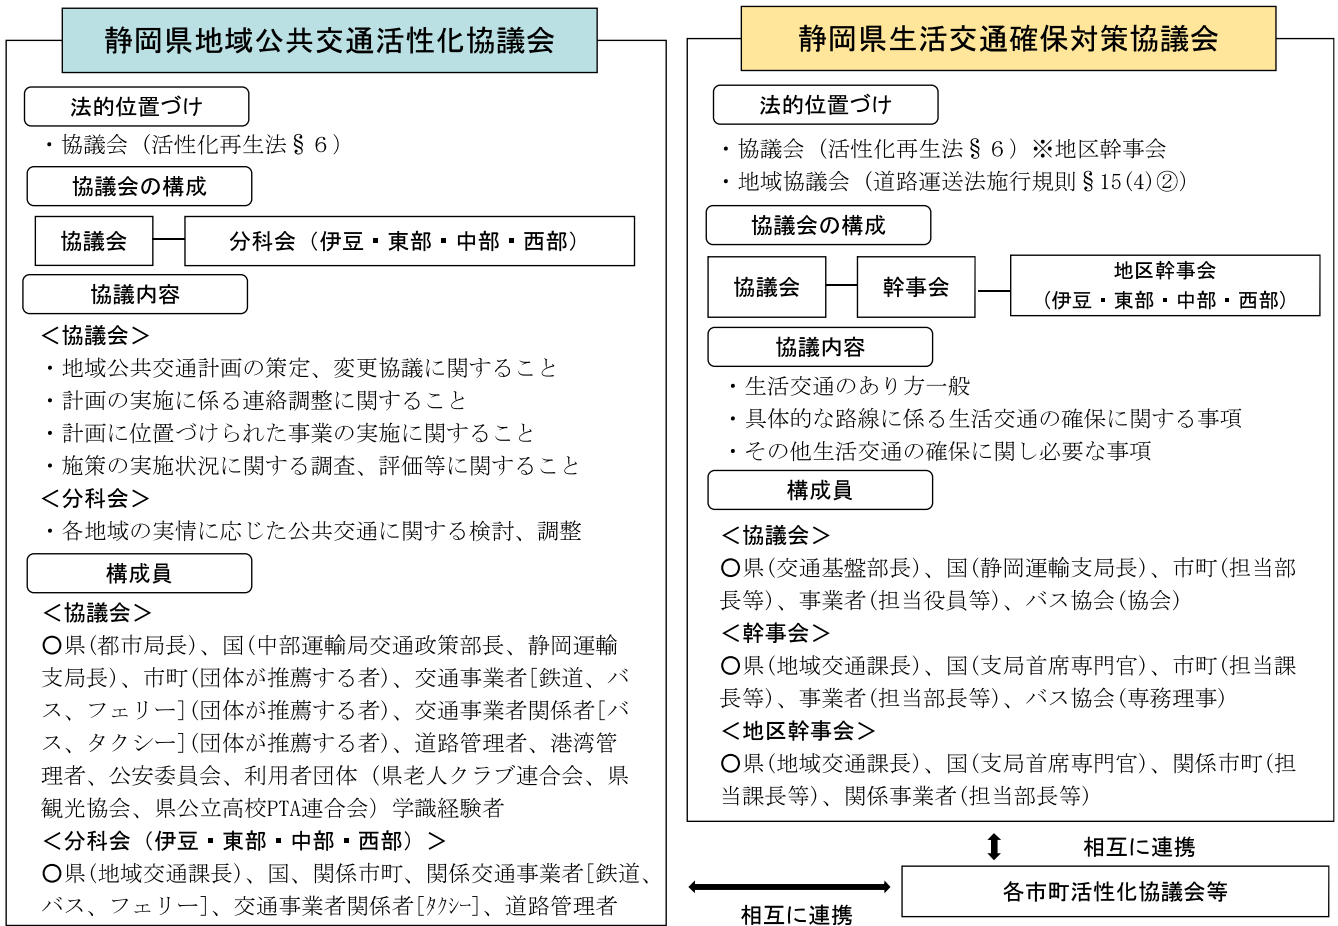 静岡県地域公共交通活性化協議会
法的位置づけ
・協議会（活性化再生法§６）
協議会の構成
協議会
分科会（伊豆・東部・中部・西部）
協議内容
＜協議会＞
・地域公共交通計画の策定、変更協議に関すること
・計画の実施に係る連絡調整に関すること
・計画に位置づけられた事業の実施に関すること
・施策の実施状況に関する調査、評価等に関すること
＜分科会＞
・各地域の実情に応じた公共交通に関する検討、調整
構成員
＜協議会＞
○県(都市局長)、国(中部運輸局交通政策部長、静岡運輸
支局長)、市町(団体が推薦する者)、交通事業者[鉄道、バ
ス、フェリー](団体が推薦する者)、交通事業者関係者[バ
ス、タクシー](団体が推薦する者)、道路管理者、港湾管
理者、公安委員会、利用者団体（県老人クラブ連合会、県
観光協会、県公立高校PTA連合会）学識経験者
＜分科会（伊豆・東部・中部・西部）＞
○県(地域交通課長)、国、関係市町、関係交通事業者[鉄道、
バス、フェリー]、交通事業者関係者[ﾀｸｼｰ]、道路管理者
静岡県生活交通確保対策協議会
法的位置づけ
・協議会（活性化再生法§６）※地区幹事会
・地域協議会（道路運送法施行規則§15(4)②）
協議会の構成
協議会
幹事会
地区幹事会
（伊豆・東部・中部・西部）
協議内容
・生活交通のあり方一般
・具体的な路線に係る生活交通の確保に関する事項
・その他生活交通の確保に関し必要な事項
構成員
＜協議会＞
○県(交通基盤部長)、国(静岡運輸支局長)、市町(担当部
長等)、事業者(担当役員等)、バス協会(協会)
＜幹事会＞
○県(地域交通課長)、国(支局首席専門官)、市町(担当課
長等)、事業者(担当部長等)、バス協会(専務理事)
＜地区幹事会＞
○県(地域交通課長)、国(支局首席専門官)、関係市町(担
当課長等)、関係事業者(担当部長等)
相互に連携
各市町活性化協議会等
相互に連携